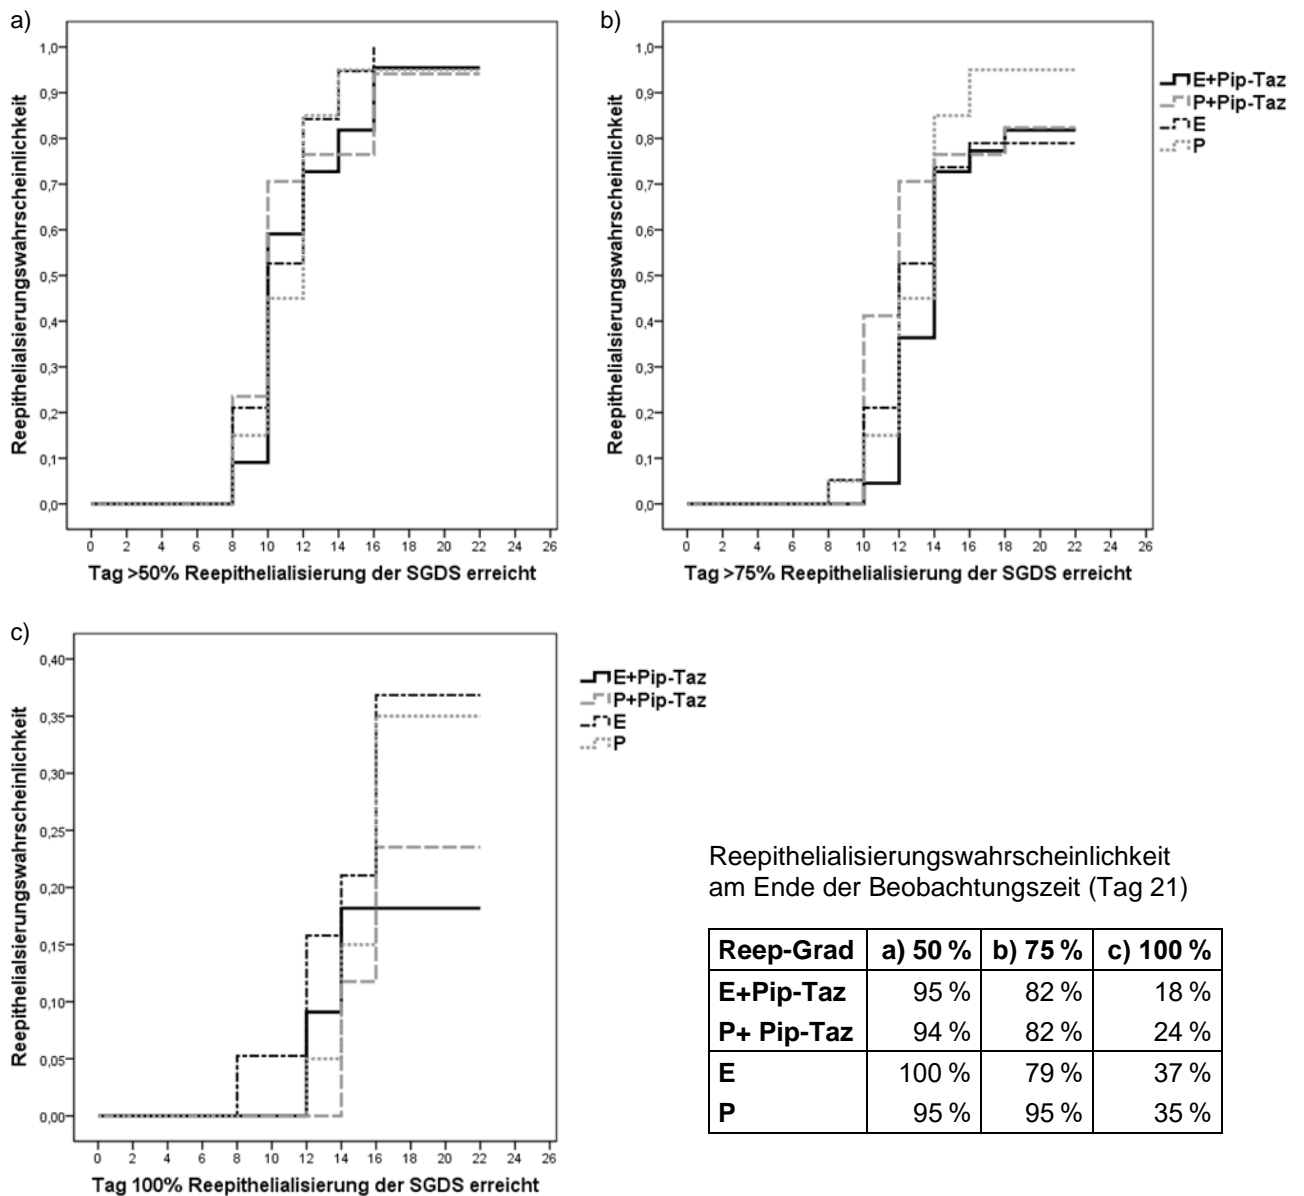 a)
Reepithelialsierungswahrscheinlichkeit
1,0
0,9
0,8
0,7
0,6
0,5
0,4
0,3
0,2
0,1
0,0
0 2 4 6 8 10 12 14 16 18 20 22 24 26
Tag >50% Reepithelialisierung der SGDS erreicht
b)
Reepithelialsierungswahrscheinlichkeit
1,0
0,9
0,8
0,7
0,6
0,5
0,4
0,3
0,2
0,1
0,0
0 2 4 6 8 10 12 14 16 18 20 22 24 26
Tag >75% Reepithelialisierung der SGDS erreicht
E+Pip-Taz
P+Pip-Taz
E
P
c)
Reepithelialsierungswahrscheinlichkeit
0,40
0,35
0,30
0,25
0,20
0,15
0,10
0,05
0,00
0 2 4 6 8 10 12 14 16 18 20 22 24 26
Tag 100% Reepithelialisierung der SGDS erreicht
E+Pip-Taz
P+Pip-Taz
E
P
Reepithelialisierungswahrscheinlichkeit
am Ende der Beobachtungszeit (Tag 21)
Reep-Grad a) 50 % b) 75 % c) 100 %
E+Pip-Taz 95 % 82 % 18 %
P+ Pip-Taz 94 % 82 % 24 %
E 100 % 79 % 37 %
P 95 % 95 % 35 %